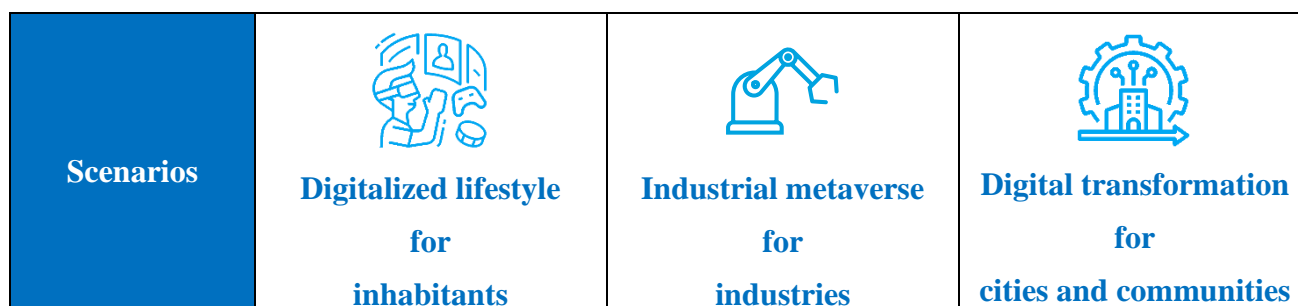 Scenarios
Digitalized lifestyle
for
inhabitants
Industrial metaverse
for
industries
Digital transformation
for
cities and communities